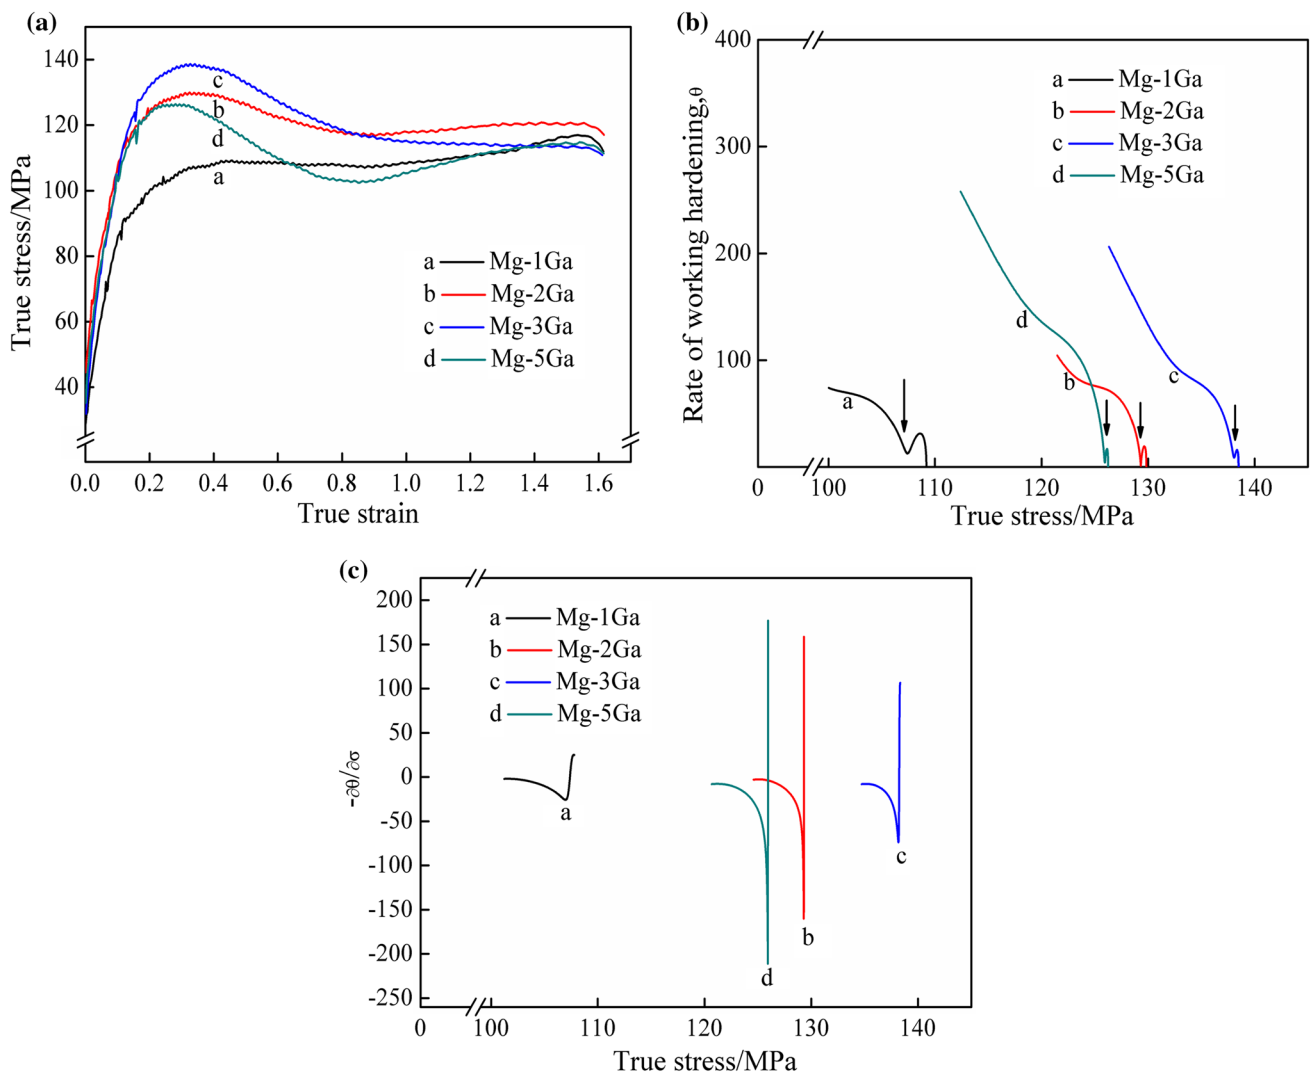 (a)
True stress/MPa
140
120
100
80
60
40
c
b
d
a
a Mg-1Ga
b Mg-2Ga
c Mg-3Ga
d Mg-5Ga
0.0 0.2 0.4 0.6 0.8 1.0 1.2 1.4 1.6
True strain
(b)
Rate of working hardening,θ
400
300
200
100
a Mg-1Ga
b Mg-2Ga
c Mg-3Ga
d Mg-5Ga
d
b
c
a
0 100 110 120 130 140
True stress/MPa
(c)
-∂θ/∂σ
200
150
100
50
0
-50
-100
-150
-200
-250
a Mg-1Ga
b Mg-2Ga
c Mg-3Ga
d Mg-5Ga
a
c
b
d
0 100 110 120 130 140
True stress/MPa